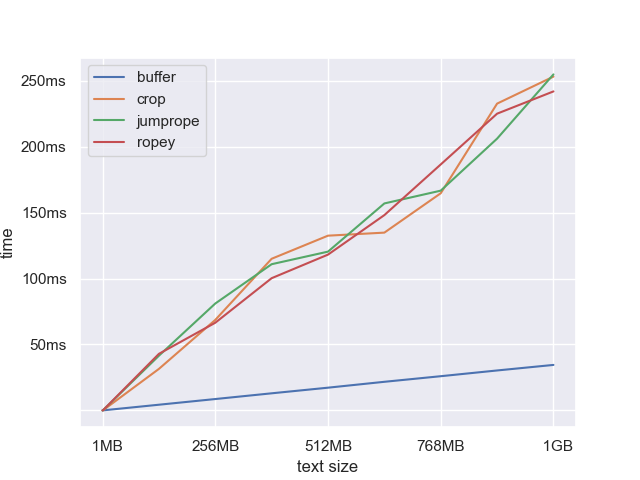 buffer
crop
jumprope
ropey
250ms
200ms
150ms
100ms
50ms
time
1MB 256MB 512MB 768MB 1GB
text size